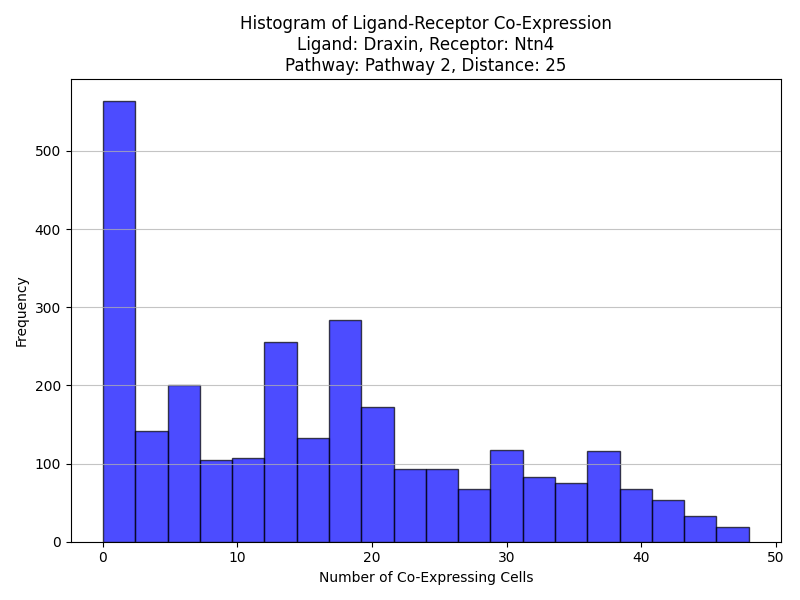 Histogram of Ligand-Receptor Co-Expression
Ligand: Draxin, Receptor: Ntn4
Pathway: Pathway 2, Distance: 25
Frequency
500
400
300
200
100
0
0 10 20 30 40 50
Number of Co-Expressing Cells